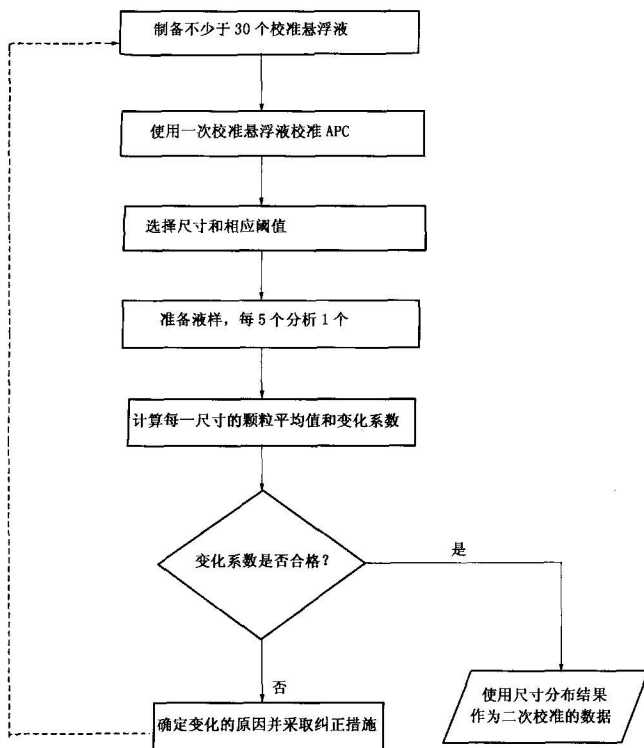 制备不少于30个校准悬浮液
使用一次校准悬浮液校准APC
选择尺寸和相应阈值
准备液样，每5个分析1个
计算每一尺寸的颗粒平均值和变化系数
变化系数是否合格？
是
否
使用尺寸分布结果
作为二次校准的数据
确定变化的原因并采取纠正措施